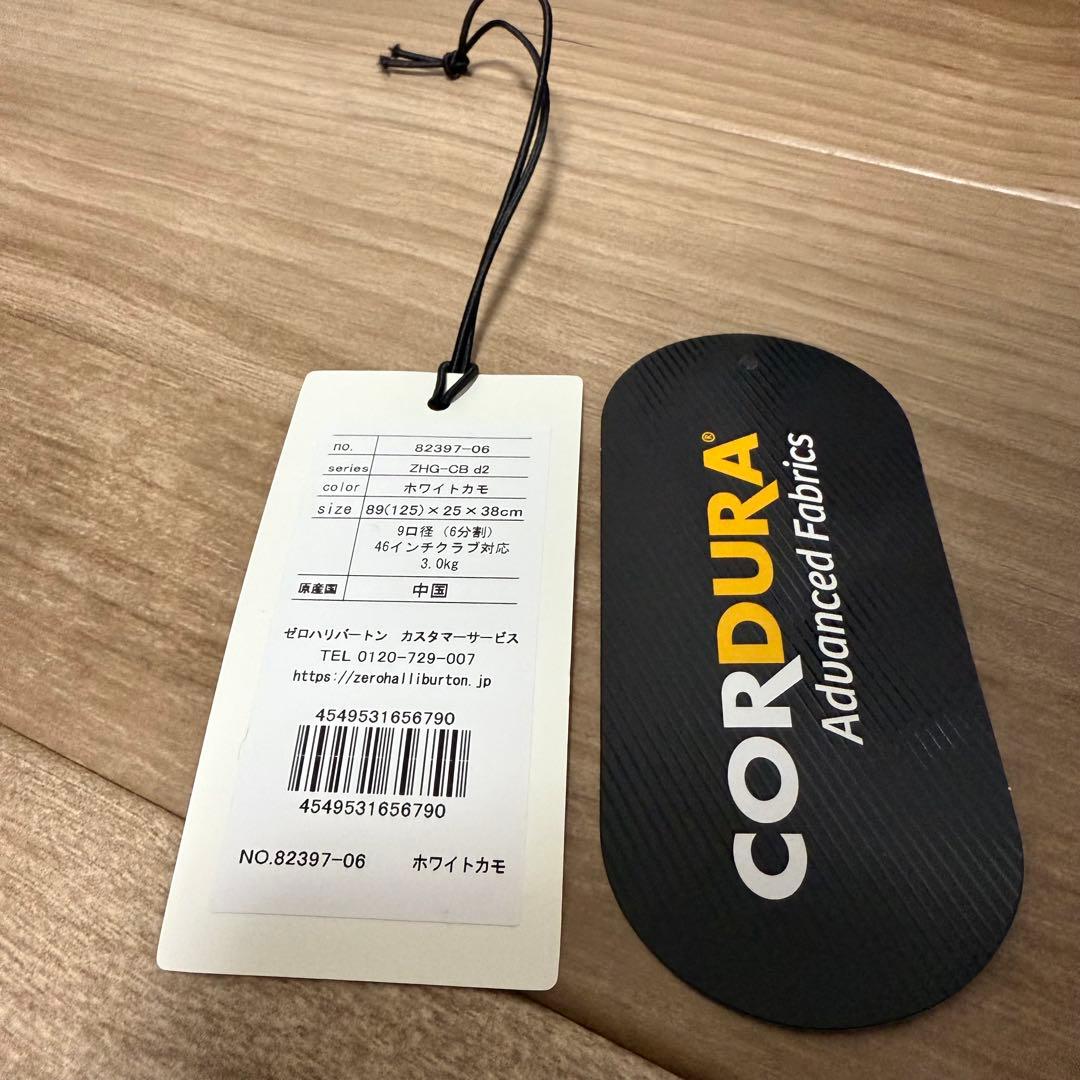 no. 82397-06
series ZHG-CB d2
color ホワイトカモ
size 89(125)×25×38cm
9口径（6分割）
46インチクラブ対応
3.0kg
原産国 中国
ゼロハリバートン　カスタマーサービス
TEL 0120-729-007
https://zerohalliburton.jp
4549531656790
4549531656790
NO.82397-06 ホワイトカモ
CORDURA®
Advanced Fabrics